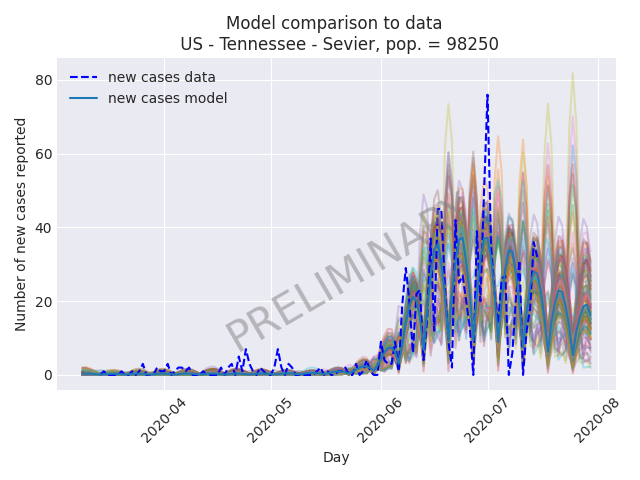 Model comparison to data
US - Tennessee - Sevier, pop. = 98250
new cases data
new cases model
PRELIMINARY
Number of new cases reported
80
60
40
20
0
2020-04
2020-05
2020-06
2020-07
2020-08
Day